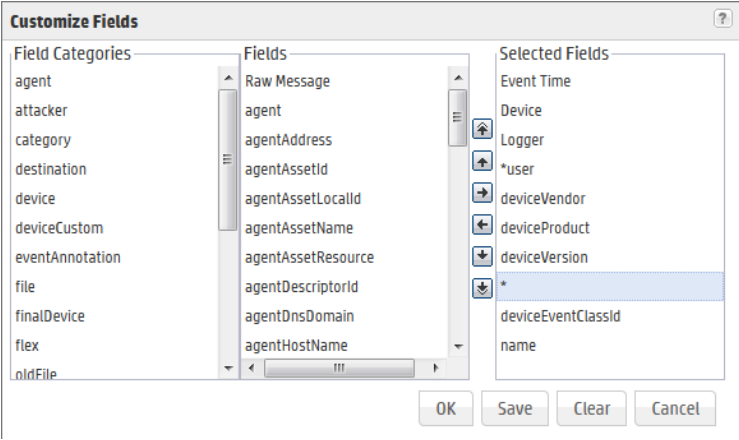 Customize Fields
?
Field Categories
agent
attacker
category
destination
device
deviceCustom
eventAnnotation
file
finalDevice
flex
oldFile
Fields
Raw Message
agent
agentAddress
agentAssetId
agentAssetLocalId
agentAssetName
agentAssetResource
agentDescriptorId
agentDnsDomain
agentHostName
Selected Fields
Event Time
Device
Logger
*user
deviceVendor
deviceProduct
deviceVersion
*
deviceEventClassId
name
OK
Save
Clear
Cancel